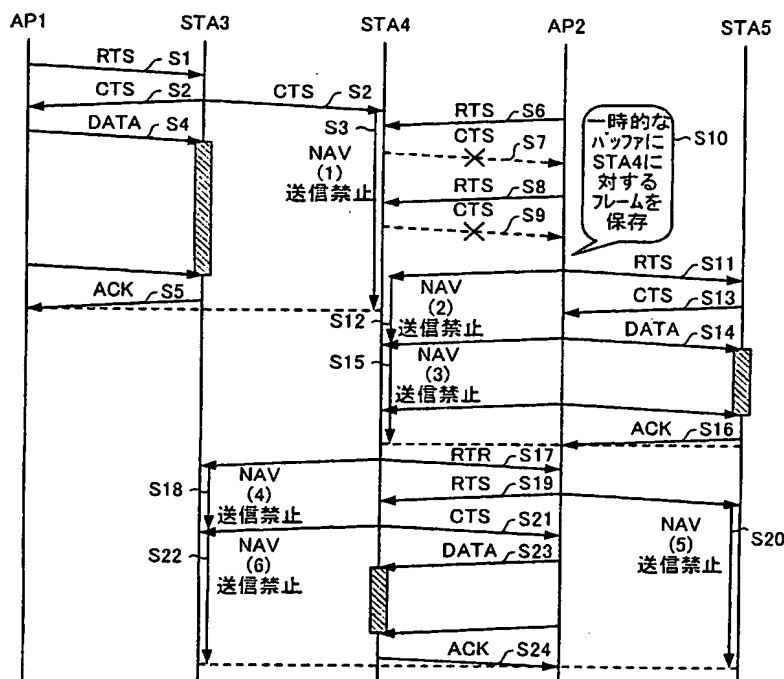 AP1 STA3 STA4 AP2 STA5
RTS S1
CTS S2 CTS S2
RTS S6
DATA S4
S3
CTS S7
NAV
(1)
送信禁止
RTS S8
CTS S9
一時的な
バッファに
STA4に
対する
フレームを
保存
S10
RTS S11
ACK S5
NAV
(2)
送信禁止
S12
CTS S13
DATA S14
S15
NAV
(3)
送信禁止
ACK S16
RTR S17
S18
NAV
(4)
送信禁止
RTS S19
CTS S21
S22
NAV
(6)
送信禁止
NAV
(5)
送信禁止
S20
DATA S23
ACK S24